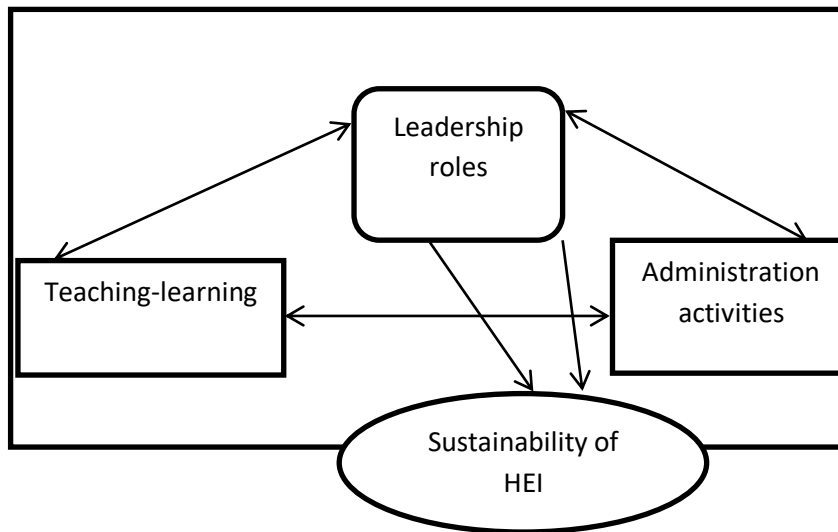 Leadership
roles
Teaching-learning
Administration
activities
Sustainability of
HEI